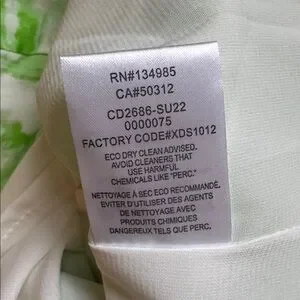 RN#134985
CA#50312
CD2686-SU22
0000075
FACTORY CODE#XDS1012
ECO DRY CLEAN ADVISED.
AVOID CLEANERS THAT
USE HARMFUL
CHEMICALS LIKE "PERC."
NETTOYAGE À SEC ECO RECOMMANDÉ.
EVITER D'UTILISER DES AGENTS
DE NETTOYAGE AVEC
PRODUITS CHIMIQUES
DANGEREUX TELS QUE PERC.